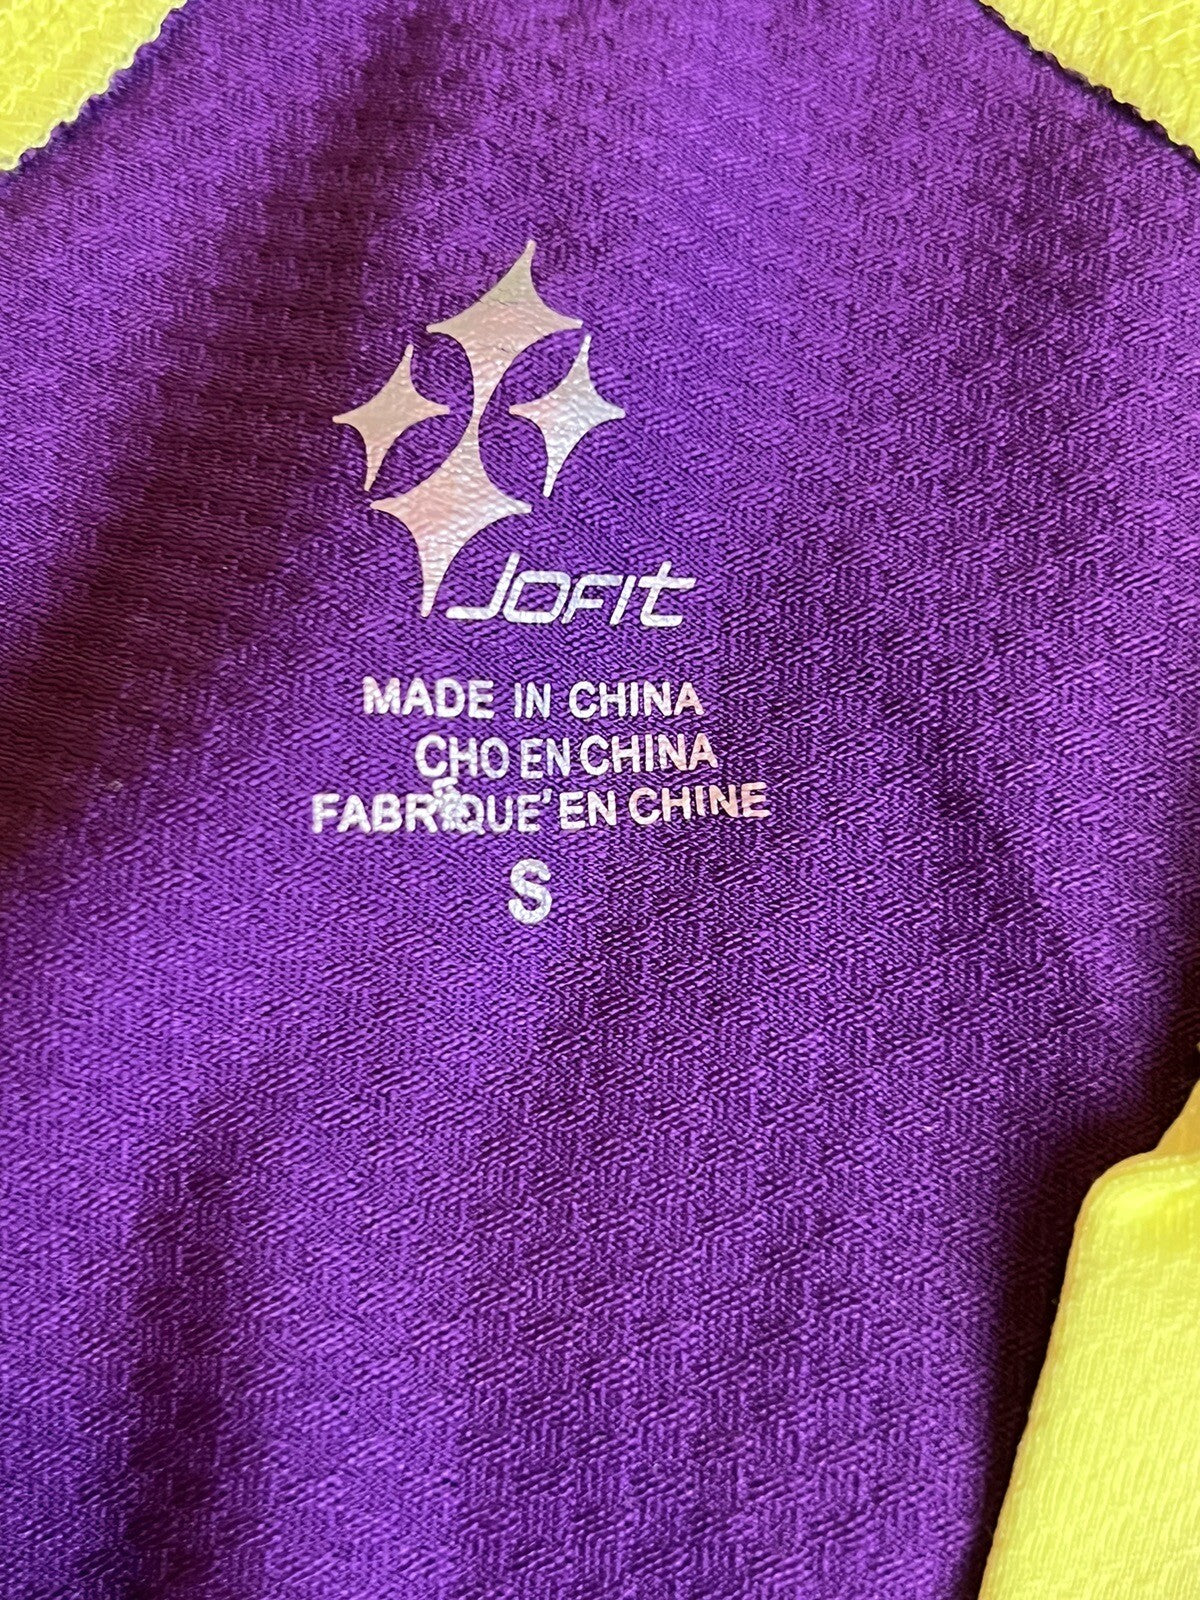 JOFIt
MADE IN CHINA
CHO EN CHINA
FABRIQUE' EN CHINE
S